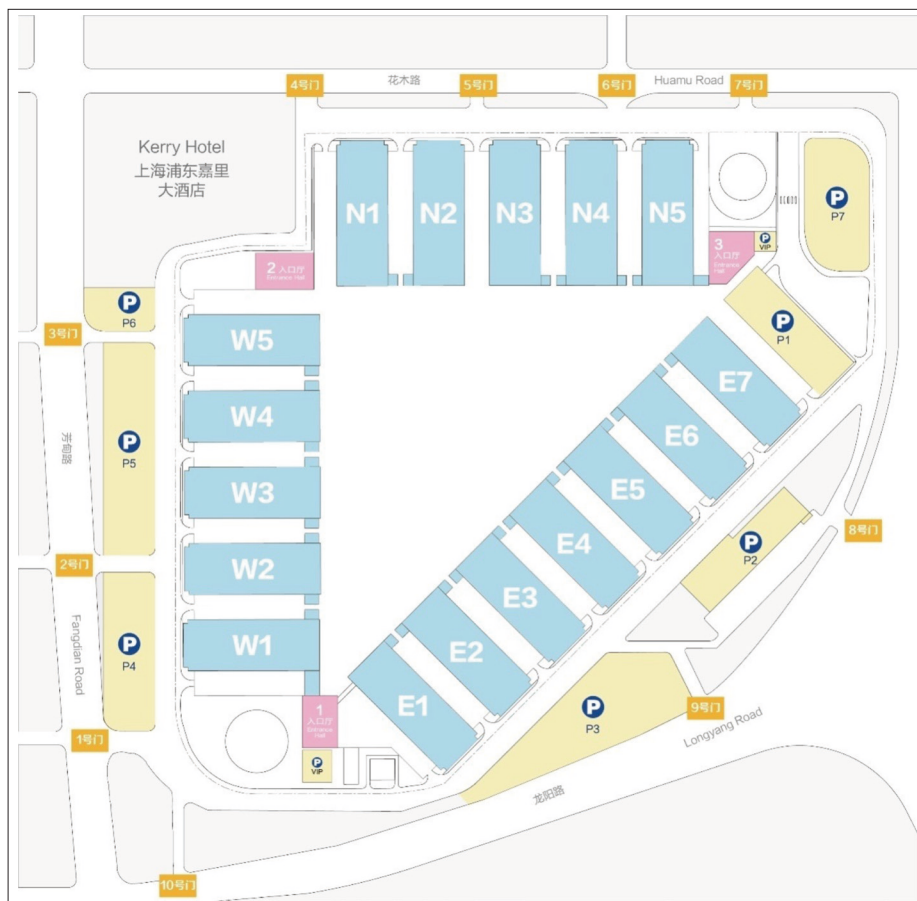 4号门
花木路
5号门
6号门
Huamu Road
7号门
Kerry Hotel
上海浦东嘉里
大酒店
N1
N2
N3
N4
N5
P
P7
2 入口厅
Entrance Hall
3
入口厅
Entrance
Hall
P
VIP
P
P6
3号门
W5
P
P1
E7
W4
E6
芳甸路
P
P5
W3
E5
E4
8号门
P
P2
2号门
W2
E3
Fangdian Road
P
P4
W1
E2
E1
1
入口厅
Entrance
Hall
P
VIP
P
P3
9号门
Longyang Road
1号门
龙阳路
10号门